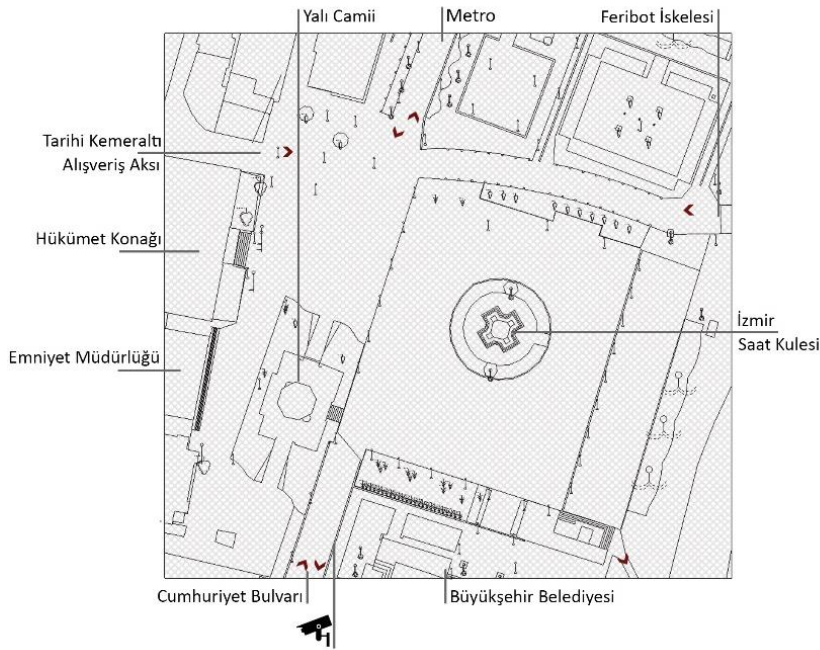 Yalı Camii
Metro
Feribot İskelesi
Tarihi Kemeraltı
Alışveriş Aksı
Hükümet Konağı
İzmir
Saat Kulesi
Emniyet Müdürlüğü
Cumhuriyet Bulvarı
Büyükşehir Belediyesi